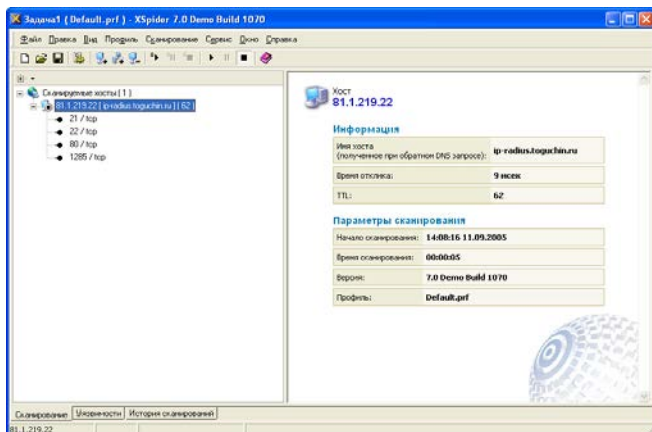 Задача1 ( Default.prf ) - XSpider 7.0 Demo Build 1070
Файл Правка Вид Профиль Сканирование Сервис Окно Справка
Сканируемые хосты [ 1 ]
81.1.219.22 [ ip-radius.toguchin.ru ] [ 62 ]
21 / tcp
22 / tcp
80 / tcp
1285 / tcp
Хост
81.1.219.22
Информация
Имя хоста
(полученное при обратном DNS запросе): ip-radius.toguchin.ru
Время отклика: 9 мсек
TTL: 62
Параметры сканирования
Начало сканирования: 14:08:16 11.09.2005
Время сканирования: 00:00:05
Версия: 7.0 Demo Build 1070
Профиль: Default.prf
Сканирование Уязвимости История сканирований
81.1.219.22